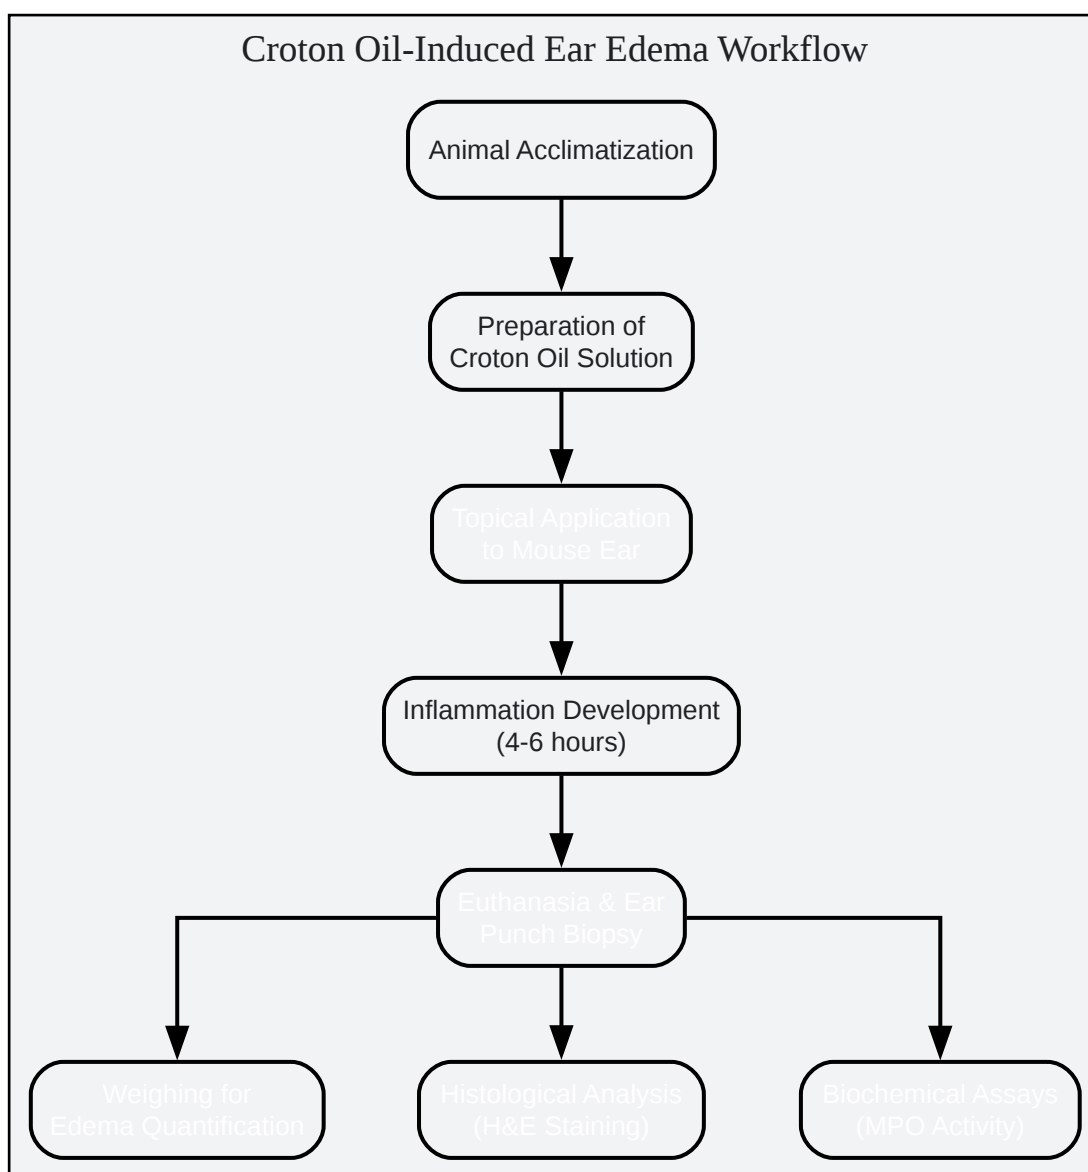 Croton Oil-Induced Ear Edema Workflow
Animal Acclimatization
Preparation of
Croton Oil Solution
Topical Application
to Mouse Ear
Inflammation Development
(4-6 hours)
Euthanasia & Ear
Punch Biopsy
Weighing for
Edema Quantification
Histological Analysis
(H&E Staining)
Biochemical Assays
(MPO Activity)